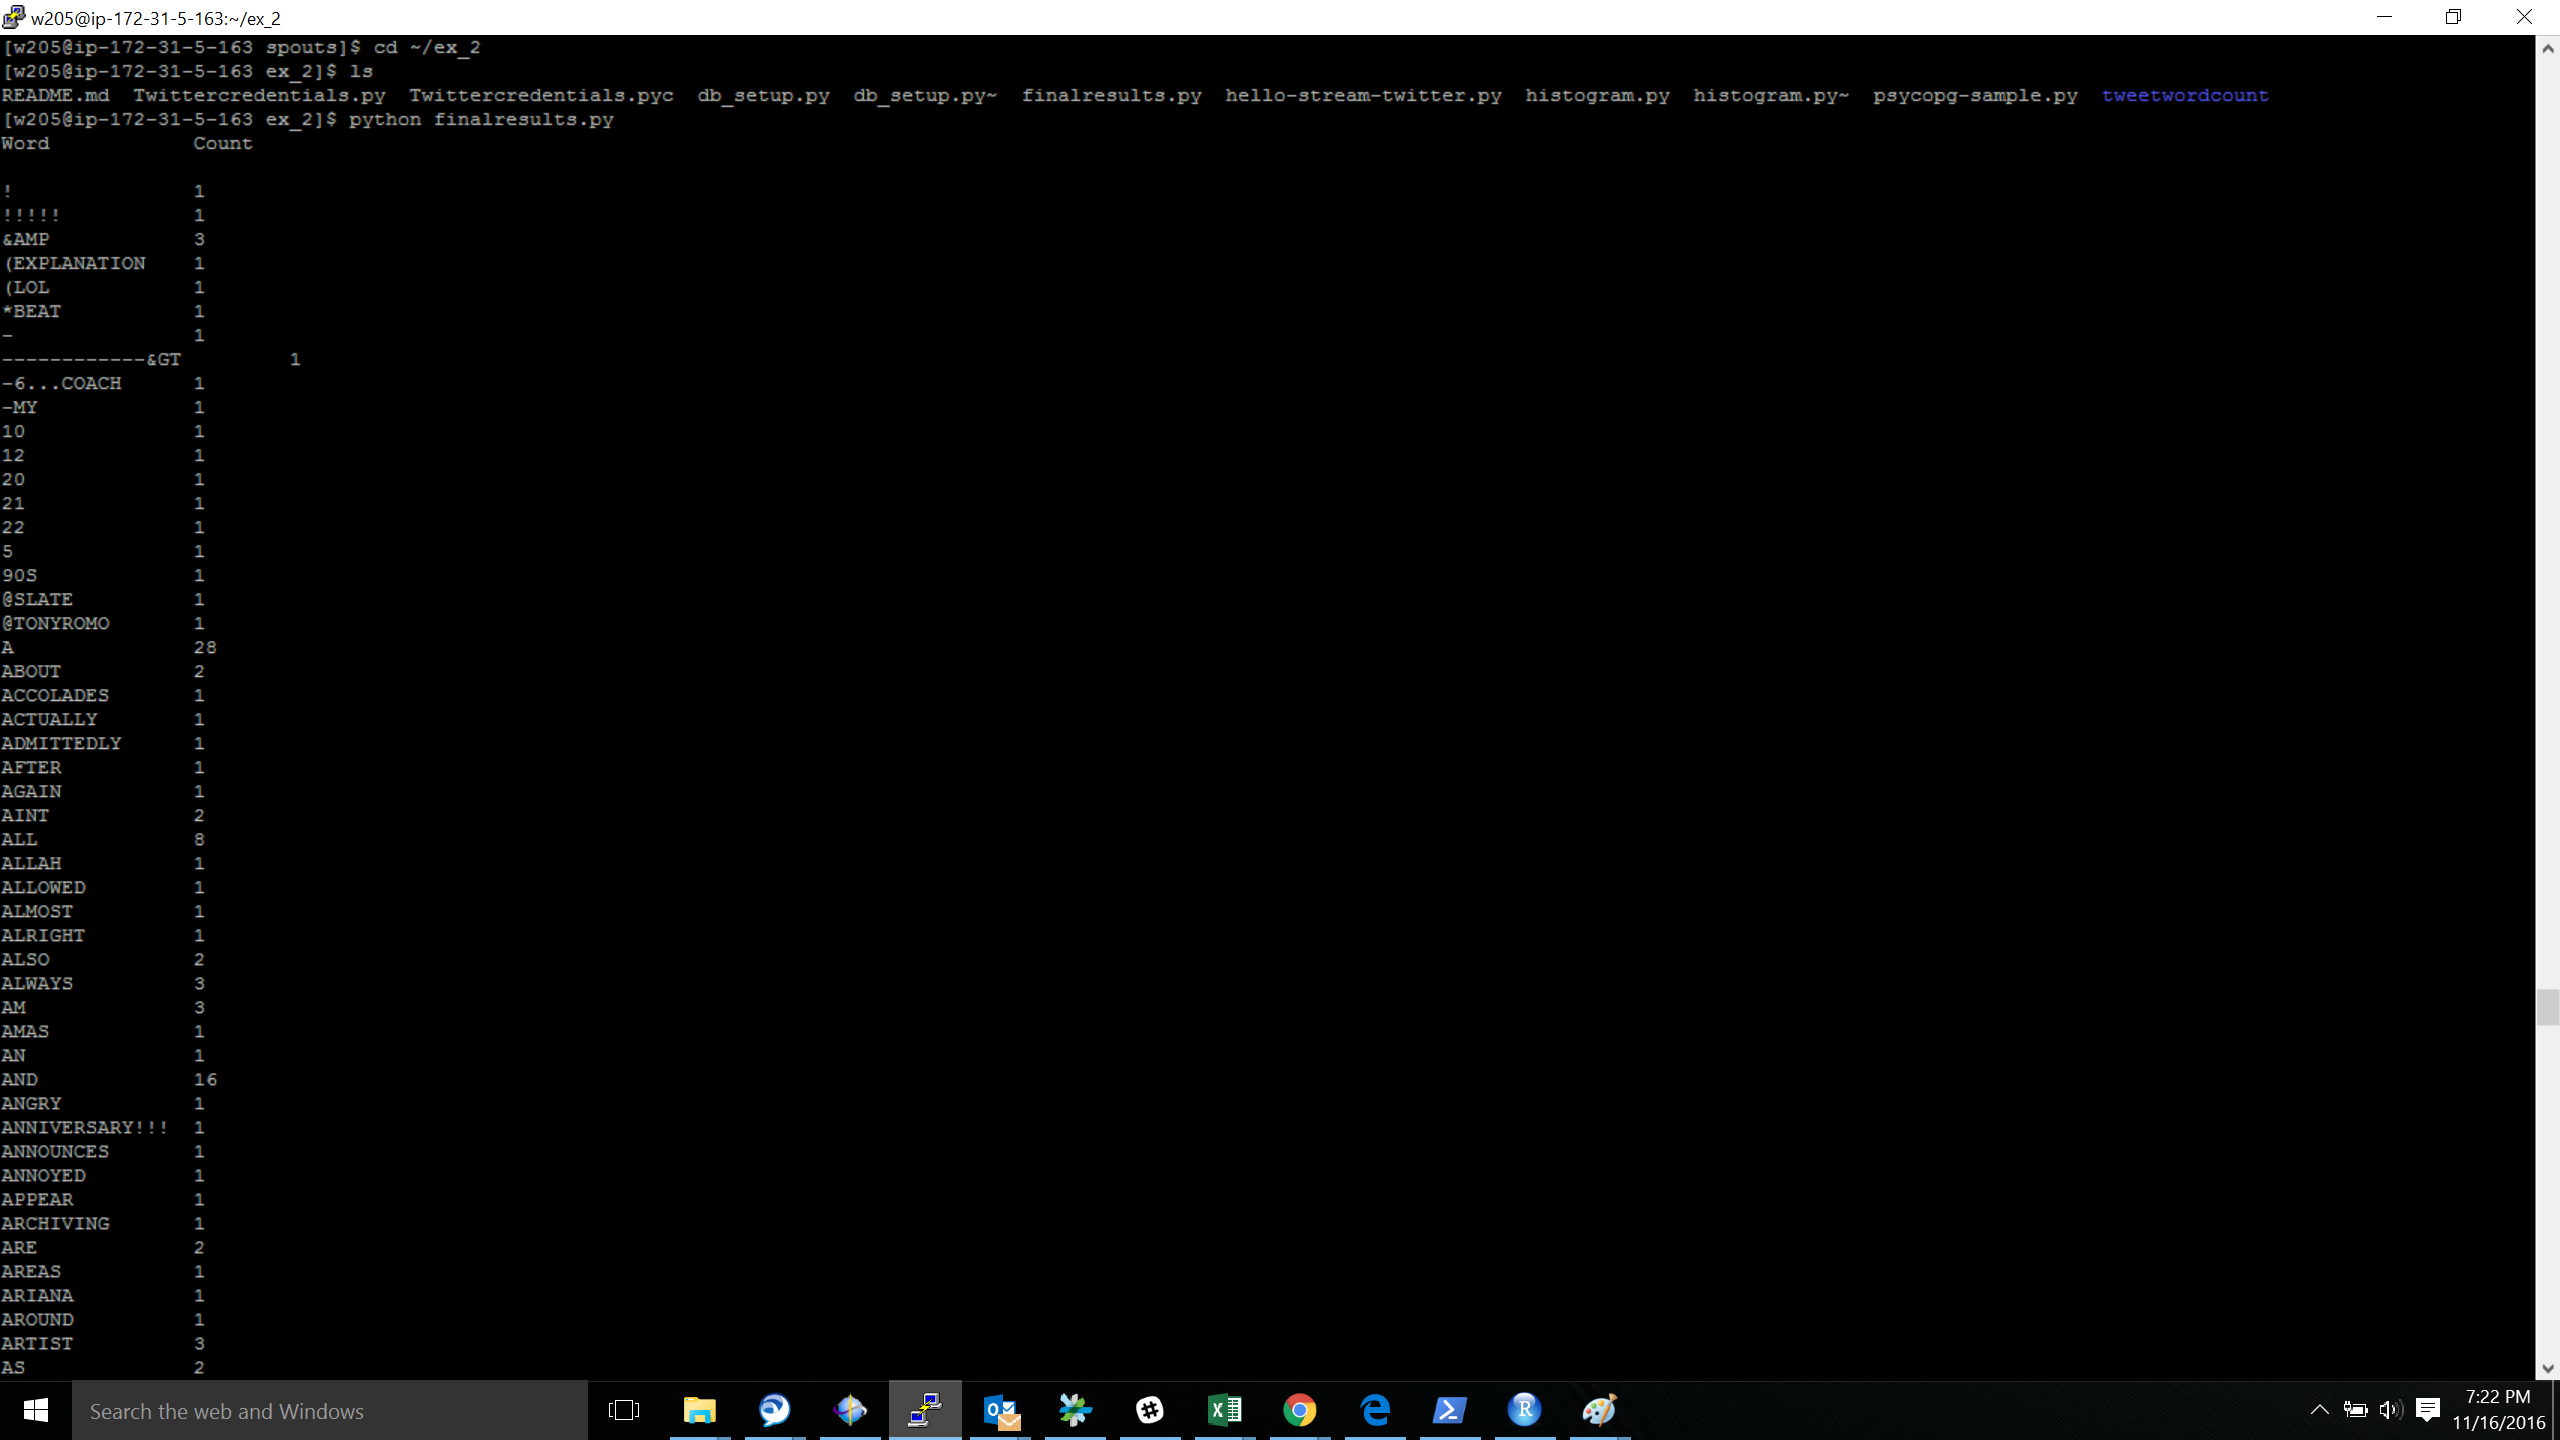 w205@ip-172-31-5-163:~/ex_2
[w205@ip-172-31-5-163 spouts]$ cd ~/ex_2
[w205@ip-172-31-5-163 ex_2]$ ls
README.md  Twittercredentials.py  Twittercredentials.pyc  db_setup.py  db_setup.py~  finalresults.py  hello-stream-twitter.py  histogram.py  histogram.py~  psycopg-sample.py  tweetwordcount
[w205@ip-172-31-5-163 ex_2]$ python finalresults.py
Word            Count
!               1
!!!!!           1
&AMP            3
(EXPLANATION    1
(LOL            1
*BEAT           1
-               1
------------&GT         1
-6...COACH      1
-MY             1
10              1
12              1
20              1
21              1
22              1
5               1
90S             1
@SLATE          1
@TONYROMO       1
A               28
ABOUT           2
ACCOLADES       1
ACTUALLY        1
ADMITTEDLY      1
AFTER           1
AGAIN           1
AINT            2
ALL             8
ALLAH           1
ALLOWED         1
ALMOST          1
ALRIGHT         1
ALSO            2
ALWAYS          3
AM              3
AMAS            1
AN              1
AND             16
ANGRY           1
ANNIVERSARY!!!  1
ANNOUNCES       1
ANNOYED         1
APPEAR          1
ARCHIVING       1
ARE             2
AREAS           1
ARIANA          1
AROUND          1
ARTIST          3
AS              2
Search the web and Windows
7:22 PM
11/16/2016